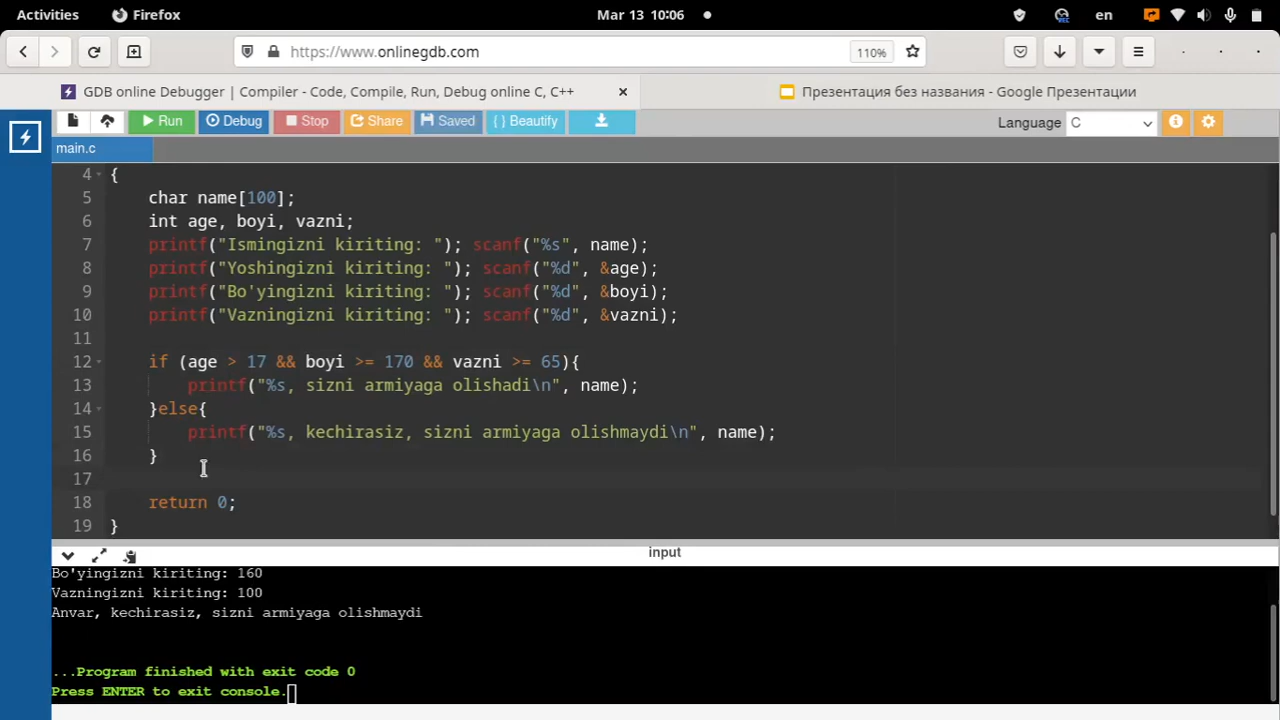 Activities Firefox Mar 13 10:06 en
https://www.onlinegdb.com 110%
GDB online Debugger | Compiler - Code, Compile, Run, Debug online C, C++ Презентация без названия - Google Презентации
Run Debug Stop Share Saved { } Beautify Language C
main.c
4 {
5 char name[100];
6 int age, boyi, vazni;
7 printf("Ismingizni kiriting: "); scanf("%s", name);
8 printf("Yoshingizni kiriting: "); scanf("%d", &age);
9 printf("Bo'yingizni kiriting: "); scanf("%d", &boyi);
10 printf("Vazningizni kiriting: "); scanf("%d", &vazni);
11
12 if (age > 17 && boyi >= 170 && vazni >= 65){
13 printf("%s, sizni armiyaga olishadi\n", name);
14 }else{
15 printf("%s, kechirasiz, sizni armiyaga olishmaydi\n", name);
16 }
17
18 return 0;
19 }
input
Bo'yingizni kiriting: 160
Vazningizni kiriting: 100
Anvar, kechirasiz, sizni armiyaga olishmaydi
...Program finished with exit code 0
Press ENTER to exit console.